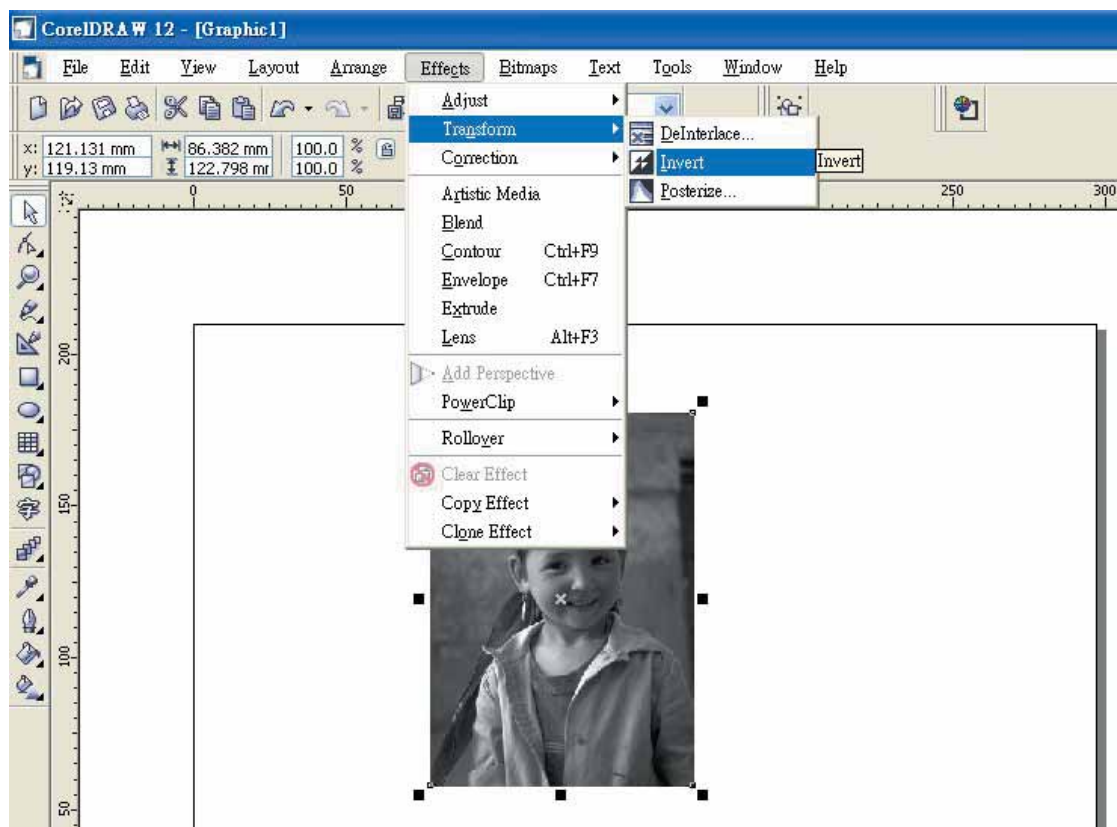 CorelDRAW 12 - [Graphic1]
File Edit View Layout Arrange Effects Bitmaps Text Tools Window Help
x: 121.131 mm 86.382 mm 100.0 %
y: 119.13 mm 122.798 mr 100.0 %
Adjust
Transform
Correction
Artistic Media
Blend
Contour Ctrl+F9
Envelope Ctrl+F7
Extrude
Lens Alt+F3
Add Perspective
PowerClip
Rollover
Clear Effect
Copy Effect
Clone Effect
DeInterlace...
Invert
Posterize...
Invert
0 50 250 300
200
150
100
50